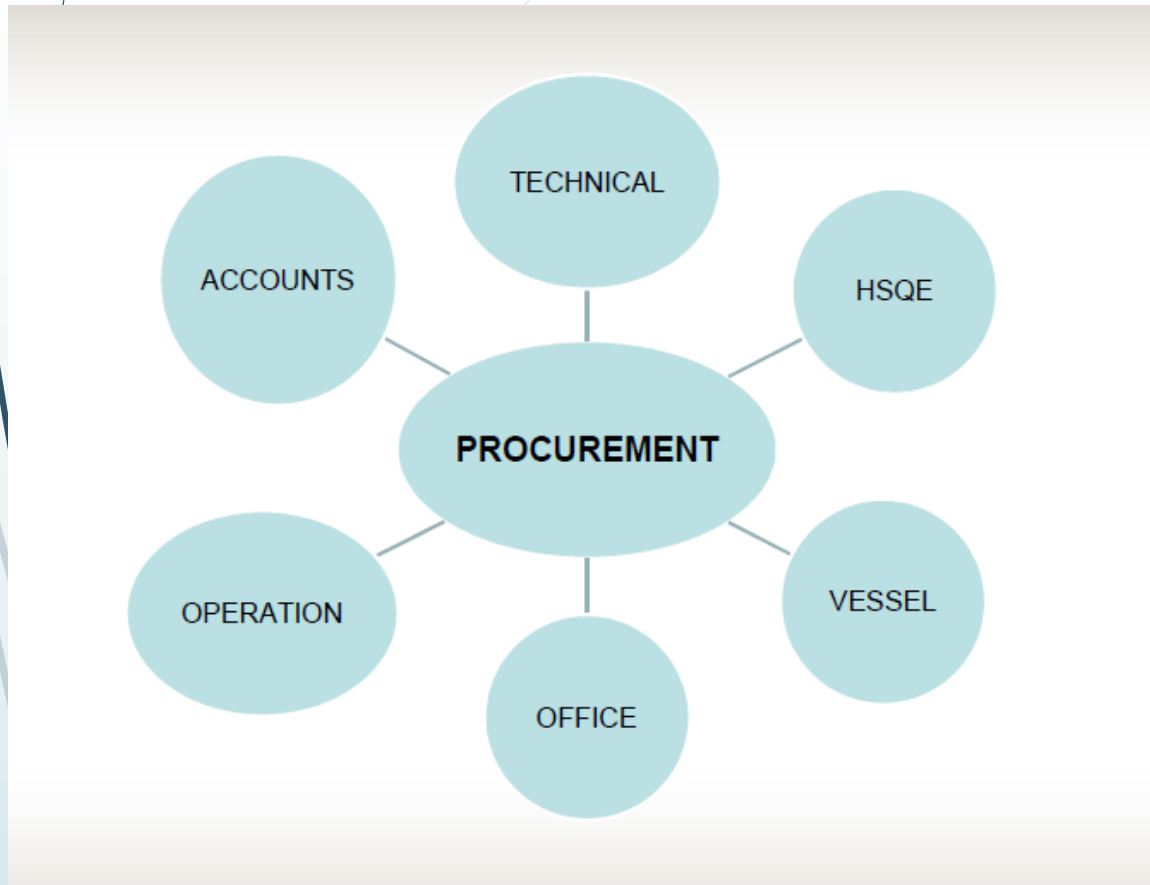 TECHNICAL
ACCOUNTS
HSQE
PROCUREMENT
OPERATION
VESSEL
OFFICE